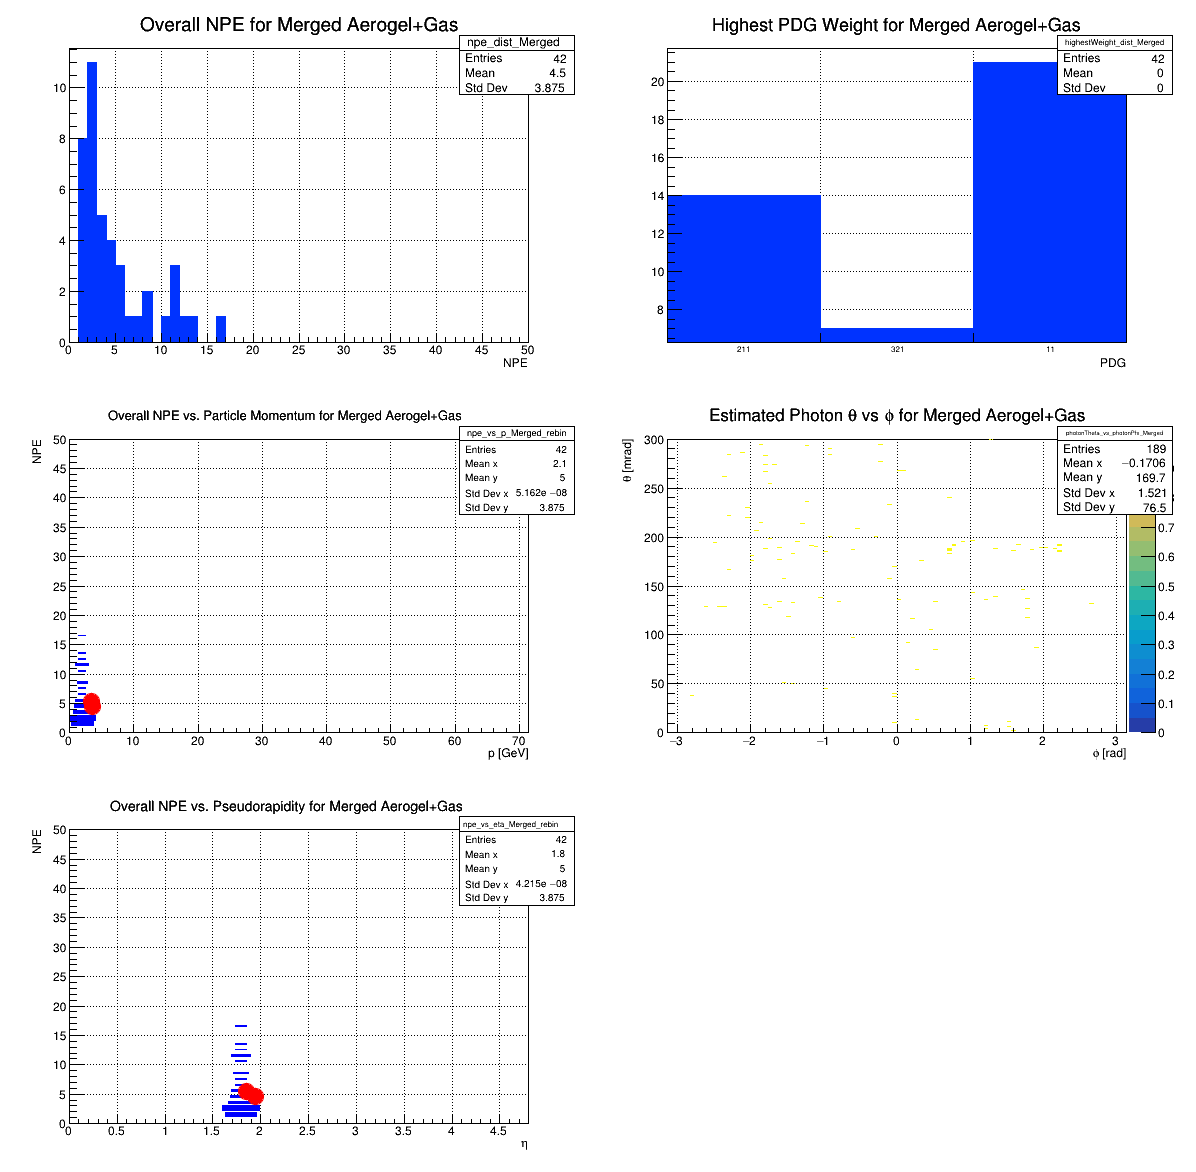 Overall NPE for Merged Aerogel+Gas
npe_dist_Merged
Entries 42
Mean 4.5
Std Dev 3.875
10
8
6
4
2
0
0 5 10 15 20 25 30 35 40 45 50
NPE
Highest PDG Weight for Merged Aerogel+Gas
highestWeight_dist_Merged
Entries 42
Mean 0
Std Dev 0
20
18
16
14
12
10
8
211 321 11
PDG
Overall NPE vs. Particle Momentum for Merged Aerogel+Gas
npe_vs_p_Merged_rebin
Entries 42
Mean x 2.1
Mean y 5
Std Dev x 5.162e −08
Std Dev y 3.875
NPE
50
45
40
35
30
25
20
15
10
5
0
0 10 20 30 40 50 60 70
p [GeV]
Estimated Photon θ vs ϕ for Merged Aerogel+Gas
photonTheta_vs_photonPhi_Merged
Entries 189
Mean x −0.1706
Mean y 169.7
Std Dev x 1.521
Std Dev y 76.5
θ [mrad]
300
250
200
150
100
50
0
−3 −2 −1 0 1 2 3
ϕ [rad]
0.7
0.6
0.5
0.4
0.3
0.2
0.1
0
Overall NPE vs. Pseudorapidity for Merged Aerogel+Gas
npe_vs_eta_Merged_rebin
Entries 42
Mean x 1.8
Mean y 5
Std Dev x 4.215e −08
Std Dev y 3.875
NPE
50
45
40
35
30
25
20
15
10
5
0
0 0.5 1 1.5 2 2.5 3 3.5 4 4.5
η